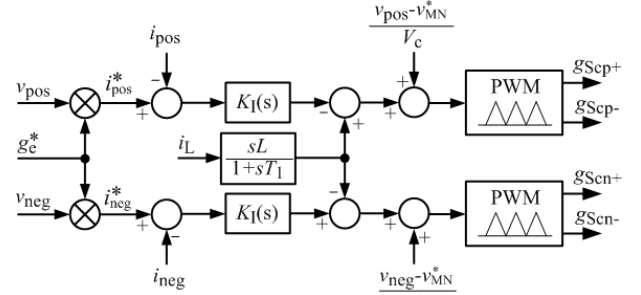 v_pos-v*_MN
V_c
i_pos
v_pos
i*_pos
-
+
K_I(s)
-
+
+
+
+
PWM
g_Scp+
g_Scp-
g*_e
i_L
sL
1+sT_1
v_neg
i*_neg
+
-
K_I(s)
-
+
+
+
PWM
g_Scn+
g_Scn-
i_neg
v_neg-v*_MN